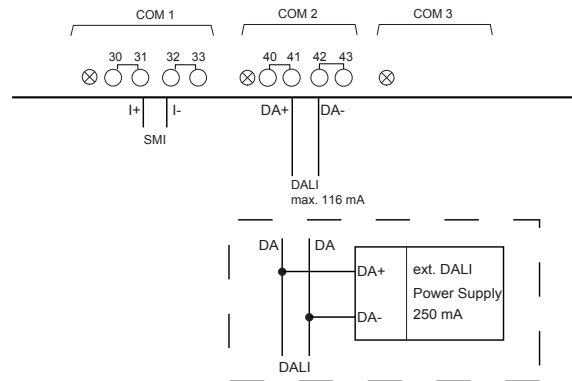 COM 1 COM 2 COM 3
30 31 32 33 40 41 42 43
I+ I- DA+ DA-
SMI
DALI
max. 116 mA
DA DA
DA+ ext. DALI
Power Supply
DA- 250 mA
DALI